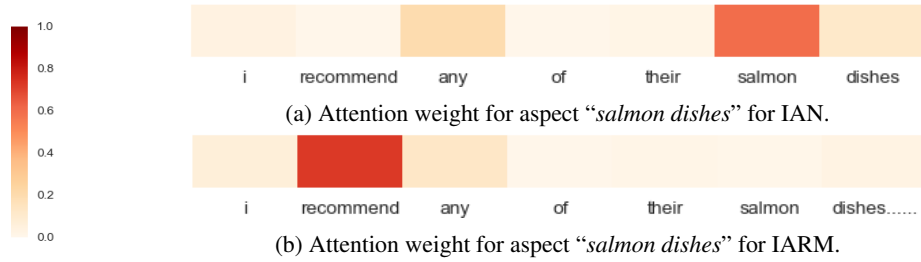 1.0
0.8
0.6
0.4
0.2
0.0
i recommend any of their salmon dishes
(a) Attention weight for aspect “salmon dishes” for IAN.
i recommend any of their salmon dishes......
(b) Attention weight for aspect “salmon dishes” for IARM.